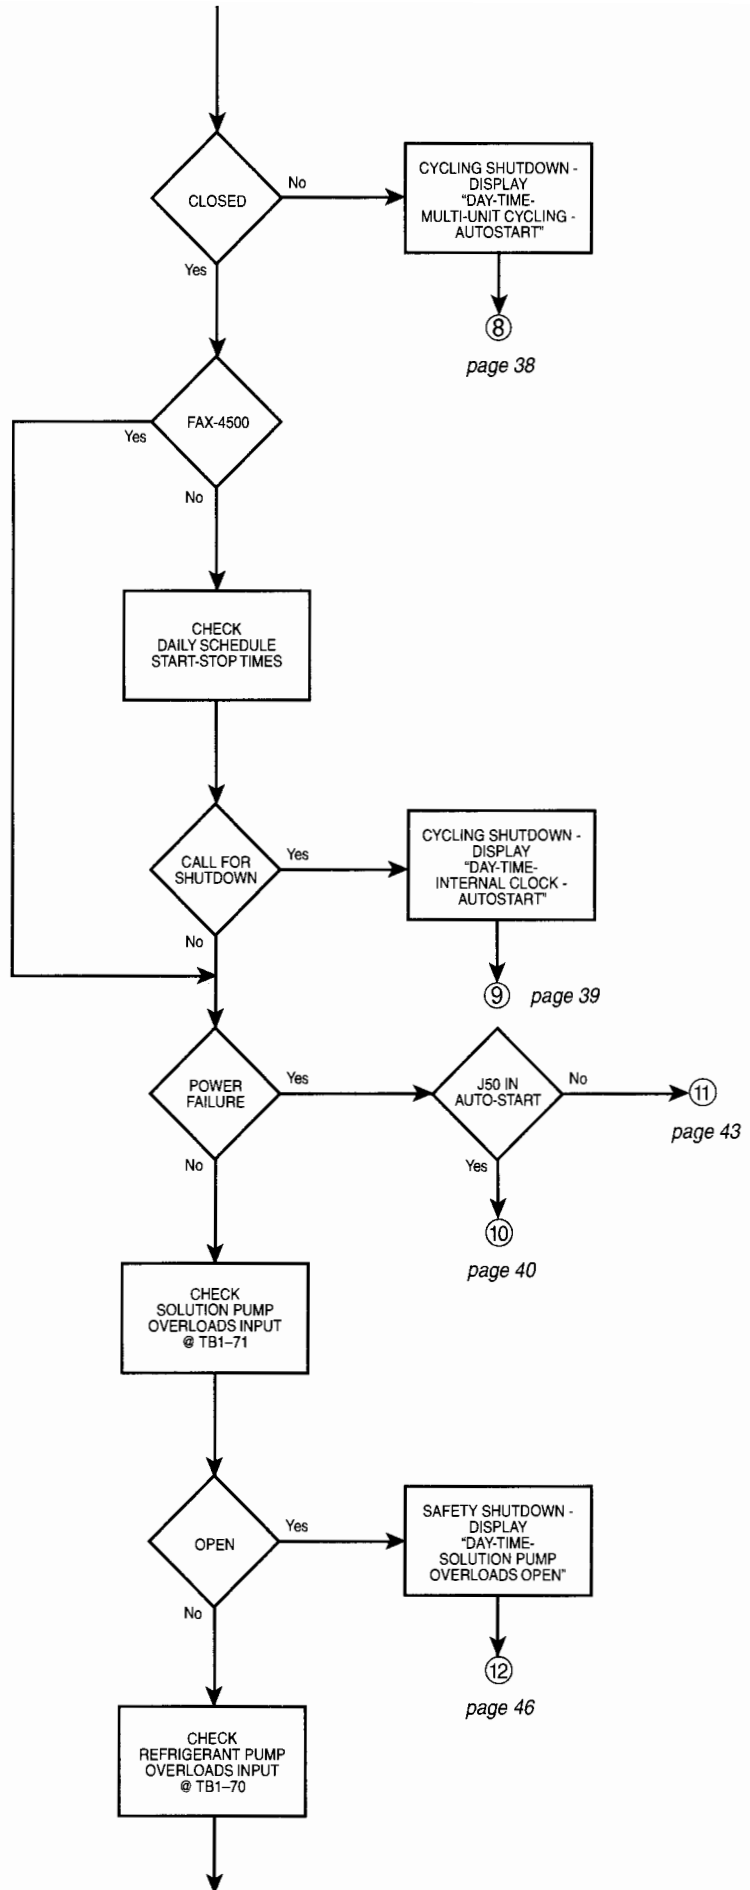 CLOSED
No
Yes
CYCLING SHUTDOWN -
DISPLAY
"DAY-TIME-
MULTI-UNIT CYCLING -
AUTOSTART"
8
page 38
FAX-4500
Yes
No
CHECK
DAILY SCHEDULE
START-STOP TIMES
CALL FOR
SHUTDOWN
Yes
No
CYCLING SHUTDOWN -
DISPLAY
"DAY-TIME-
INTERNAL CLOCK -
AUTOSTART"
9
page 39
POWER
FAILURE
Yes
No
J50 IN
AUTO-START
No
11
page 43
Yes
10
page 40
CHECK
SOLUTION PUMP
OVERLOADS INPUT
@ TB1–71
OPEN
Yes
No
SAFETY SHUTDOWN -
DISPLAY
"DAY-TIME-
SOLUTION PUMP
OVERLOADS OPEN"
12
page 46
CHECK
REFRIGERANT PUMP
OVERLOADS INPUT
@ TB1–70